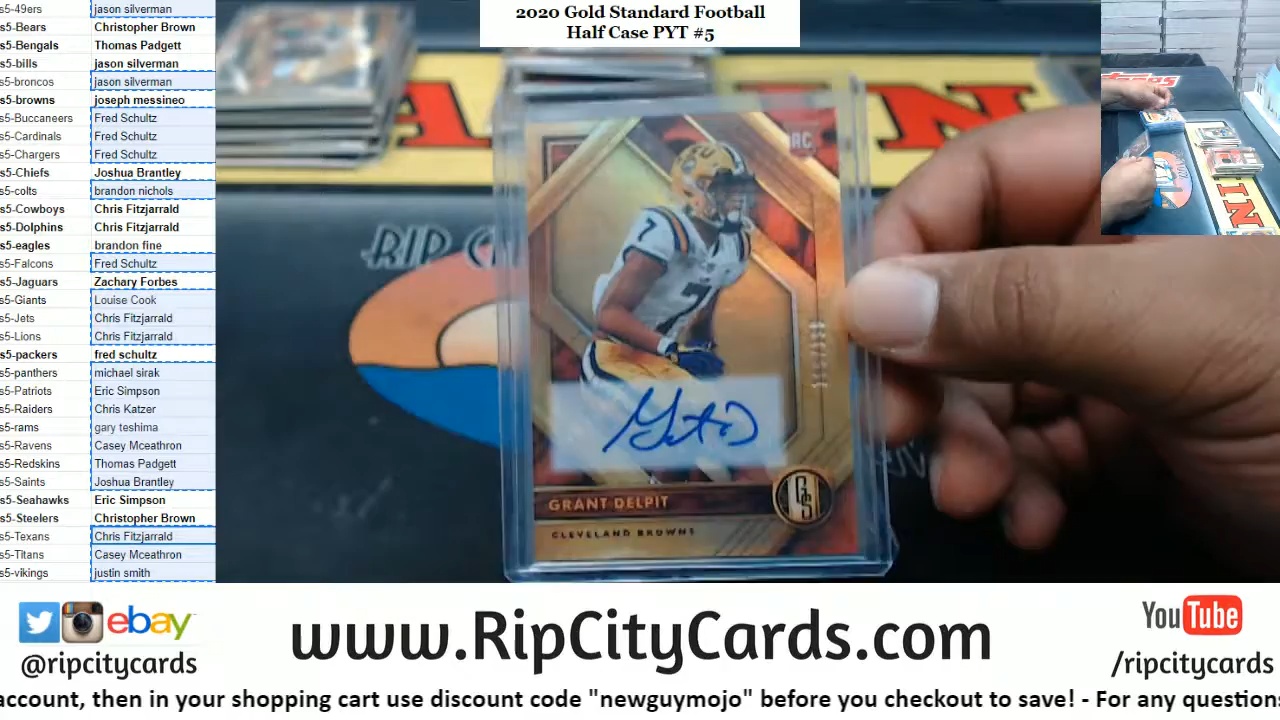 s5-49ers jason silverman
s5-Bears Christopher Brown
s5-Bengals Thomas Padgett
s5-bills jason silverman
s5-broncos jason silverman
s5-browns joseph messineo
s5-Buccaneers Fred Schultz
s5-Cardinals Fred Schultz
s5-Chargers Fred Schultz
s5-Chiefs Joshua Brantley
s5-colts brandon nichols
s5-Cowboys Chris Fitzjarrald
s5-Dolphins Chris Fitzjarrald
s5-eagles brandon fine
s5-Falcons Fred Schultz
s5-Jaguars Zachary Forbes
s5-Giants Louise Cook
s5-Jets Chris Fitzjarrald
s5-Lions Chris Fitzjarrald
s5-packers fred schultz
s5-panthers michael sirak
s5-Patriots Eric Simpson
s5-Raiders Chris Katzer
s5-rams gary teshima
s5-Ravens Casey Mceathron
s5-Redskins Thomas Padgett
s5-Saints Joshua Brantley
s5-Seahawks Eric Simpson
s5-Steelers Christopher Brown
s5-Texans Chris Fitzjarrald
s5-Titans Casey Mceathron
s5-vikings justin smith
2020 Gold Standard Football
Half Case PYT #5
RIP
RC
7
7
GS
GRANT DELPIT
CLEVELAND BROWNS
ebay
@ripcitycards
www.RipCityCards.com
YouTube
/ripcitycards
account, then in your shopping cart use discount code "newguymojo" before you checkout to save! - For any questions